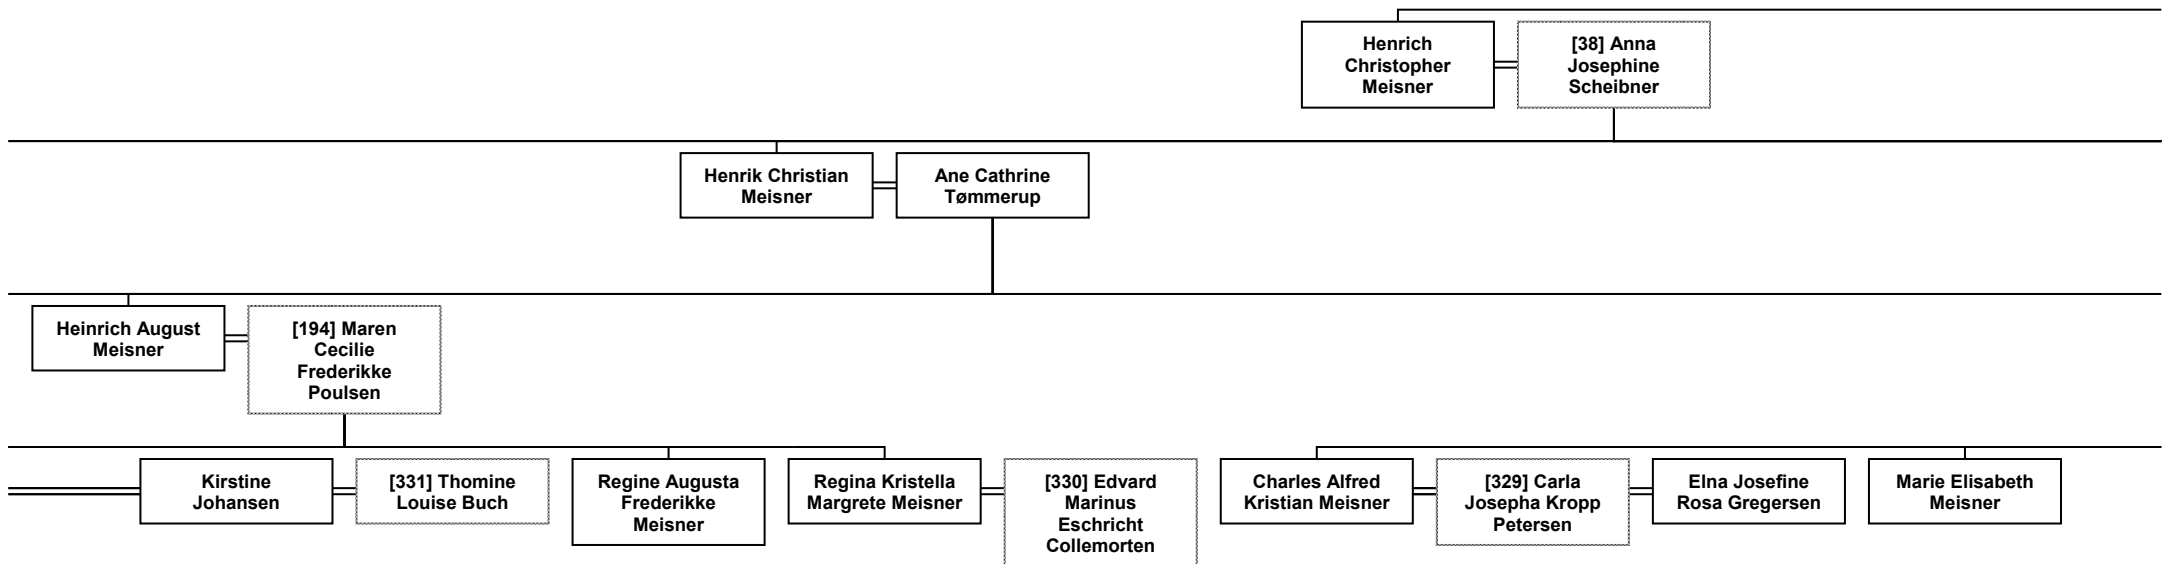 Henrich
Christopher
Meisner
[38] Anna
Josephine
Scheibner
Henrik Christian
Meisner
Ane Cathrine
Tømmerup
Heinrich August
Meisner
[194] Maren
Cecilie
Frederikke
Poulsen
Kirstine
Johansen
[331] Thomine
Louise Buch
Regine Augusta
Frederikke
Meisner
Regina Kristella
Margrete Meisner
[330] Edvard
Marinus
Eschricht
Collemorten
Charles Alfred
Kristian Meisner
[329] Carla
Josepha Kropp
Petersen
Elna Josefine
Rosa Gregersen
Marie Elisabeth
Meisner